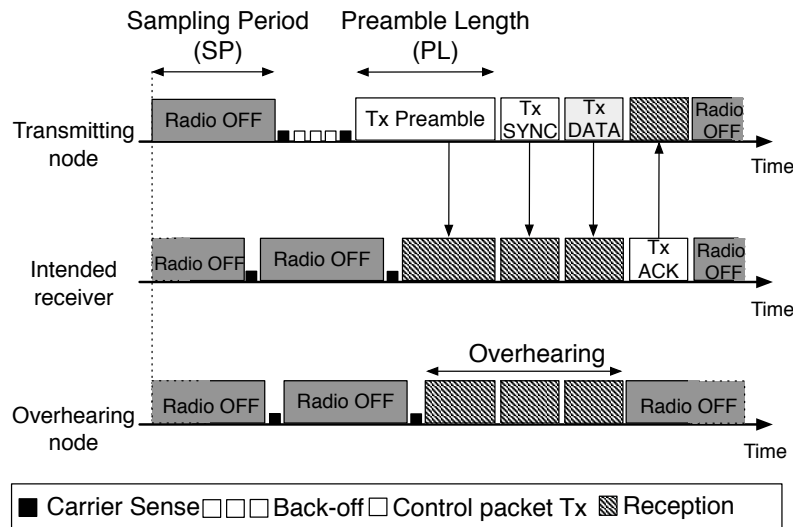 Sampling Period
(SP)
Preamble Length
(PL)
Transmitting
node
Radio OFF
Tx Preamble
Tx
SYNC
Tx
DATA
Radio
OFF
Time
Intended
receiver
Radio OFF
Radio OFF
Tx
ACK
Radio
OFF
Time
Overhearing
Overhearing
node
Radio OFF
Radio OFF
Radio OFF
Time
Carrier Sense Back-off Control packet Tx Reception